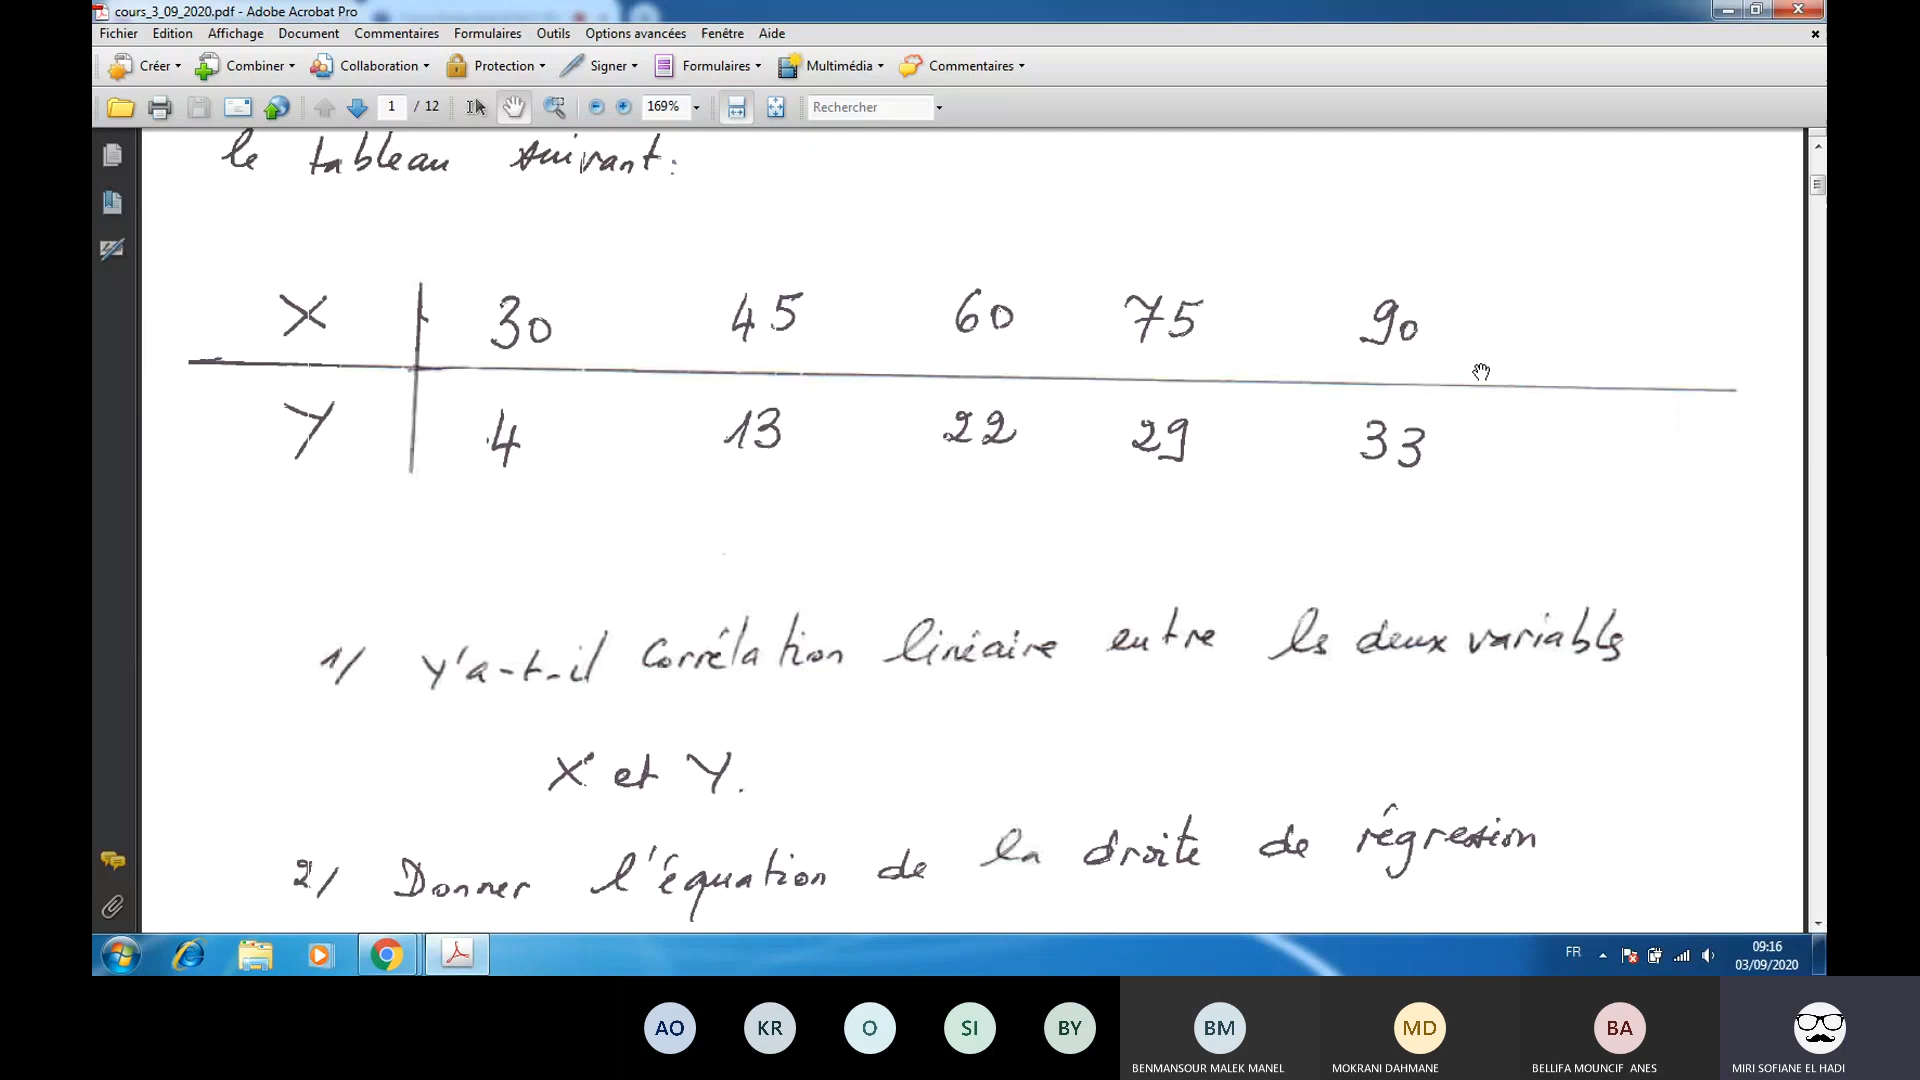 cours_3_09_2020.pdf - Adobe Acrobat Pro
Fichier Edition Affichage Document Commentaires Formulaires Outils Options avancées Fenêtre Aide
Créer Combiner Collaboration Protection Signer Formulaires Multimédia Commentaires
1 / 12 169% Rechercher
le tableau suivant:
X 30 45 60 75 90
Y 4 13 22 29 33
1/ Y'a-t-il corrélation linéaire entre les deux variables
X et Y.
2/ Donner l'équation de la droite de régression
FR 09:16
03/09/2020
AO KR O SI BY BM MD BA
BENMANSOUR MALEK MANEL MOKRANI DAHMANE BELLIFA MOUNCIF ANES MIRI SOFIANE EL HADI